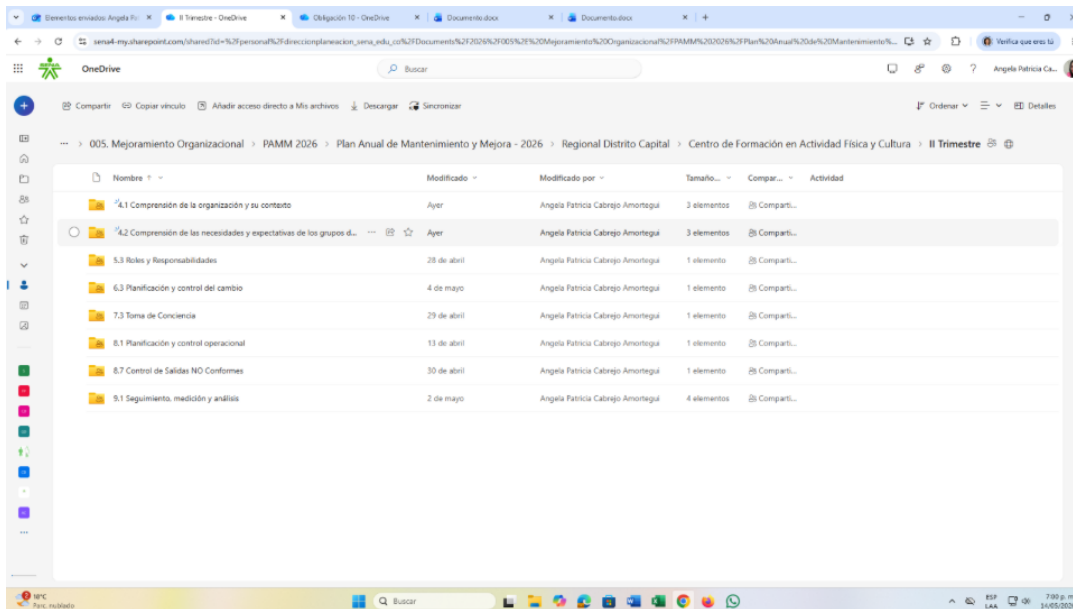 Elementos enviados: Angela Pa
II Trimestre - OneDrive
Obligación 10 - OneDrive
Documento.docx
Documento.docx
sena4-my.sharepoint.com/shared?id=%2Fpersonal%2Fdireccionplaneacion_sena_edu_co%2FDocuments%2F2026%2F005%2E%20Mejoramiento%20Organizacional%2FPAMM%202026%2FPlan%20Anual%20de%20Mantenimiento%...
Verifica que eres tú
OneDrive
Buscar
Angela Patricia Ca...
Compartir
Copiar vínculo
Añadir acceso directo a Mis archivos
Descargar
Sincronizar
Ordenar
Detalles
... > 005. Mejoramiento Organizacional > PAMM 2026 > Plan Anual de Mantenimiento y Mejora - 2026 > Regional Distrito Capital > Centro de Formación en Actividad Física y Cultura > II Trimestre
Nombre Modificado Modificado por Tamaño... Compar... Actividad
4.1 Comprensión de la organización y su contexto Ayer Angela Patricia Cabrejo Amortegui 3 elementos Comparti...
4.2 Comprensión de las necesidades y expectativas de los grupos d... Ayer Angela Patricia Cabrejo Amortegui 3 elementos Comparti...
5.3 Roles y Responsabilidades 28 de abril Angela Patricia Cabrejo Amortegui 1 elemento Comparti...
6.3 Planificación y control del cambio 4 de mayo Angela Patricia Cabrejo Amortegui 1 elemento Comparti...
7.3 Toma de Conciencia 29 de abril Angela Patricia Cabrejo Amortegui 1 elemento Comparti...
8.1 Planificación y control operacional 13 de abril Angela Patricia Cabrejo Amortegui 1 elemento Comparti...
8.7 Control de Salidas NO Conformes 30 de abril Angela Patricia Cabrejo Amortegui 1 elemento Comparti...
9.1 Seguimiento, medición y análisis 2 de mayo Angela Patricia Cabrejo Amortegui 4 elementos Comparti...
18°C
Parc. nublado
Buscar
ESP
LAA
7:00 p. m.
14/05/202